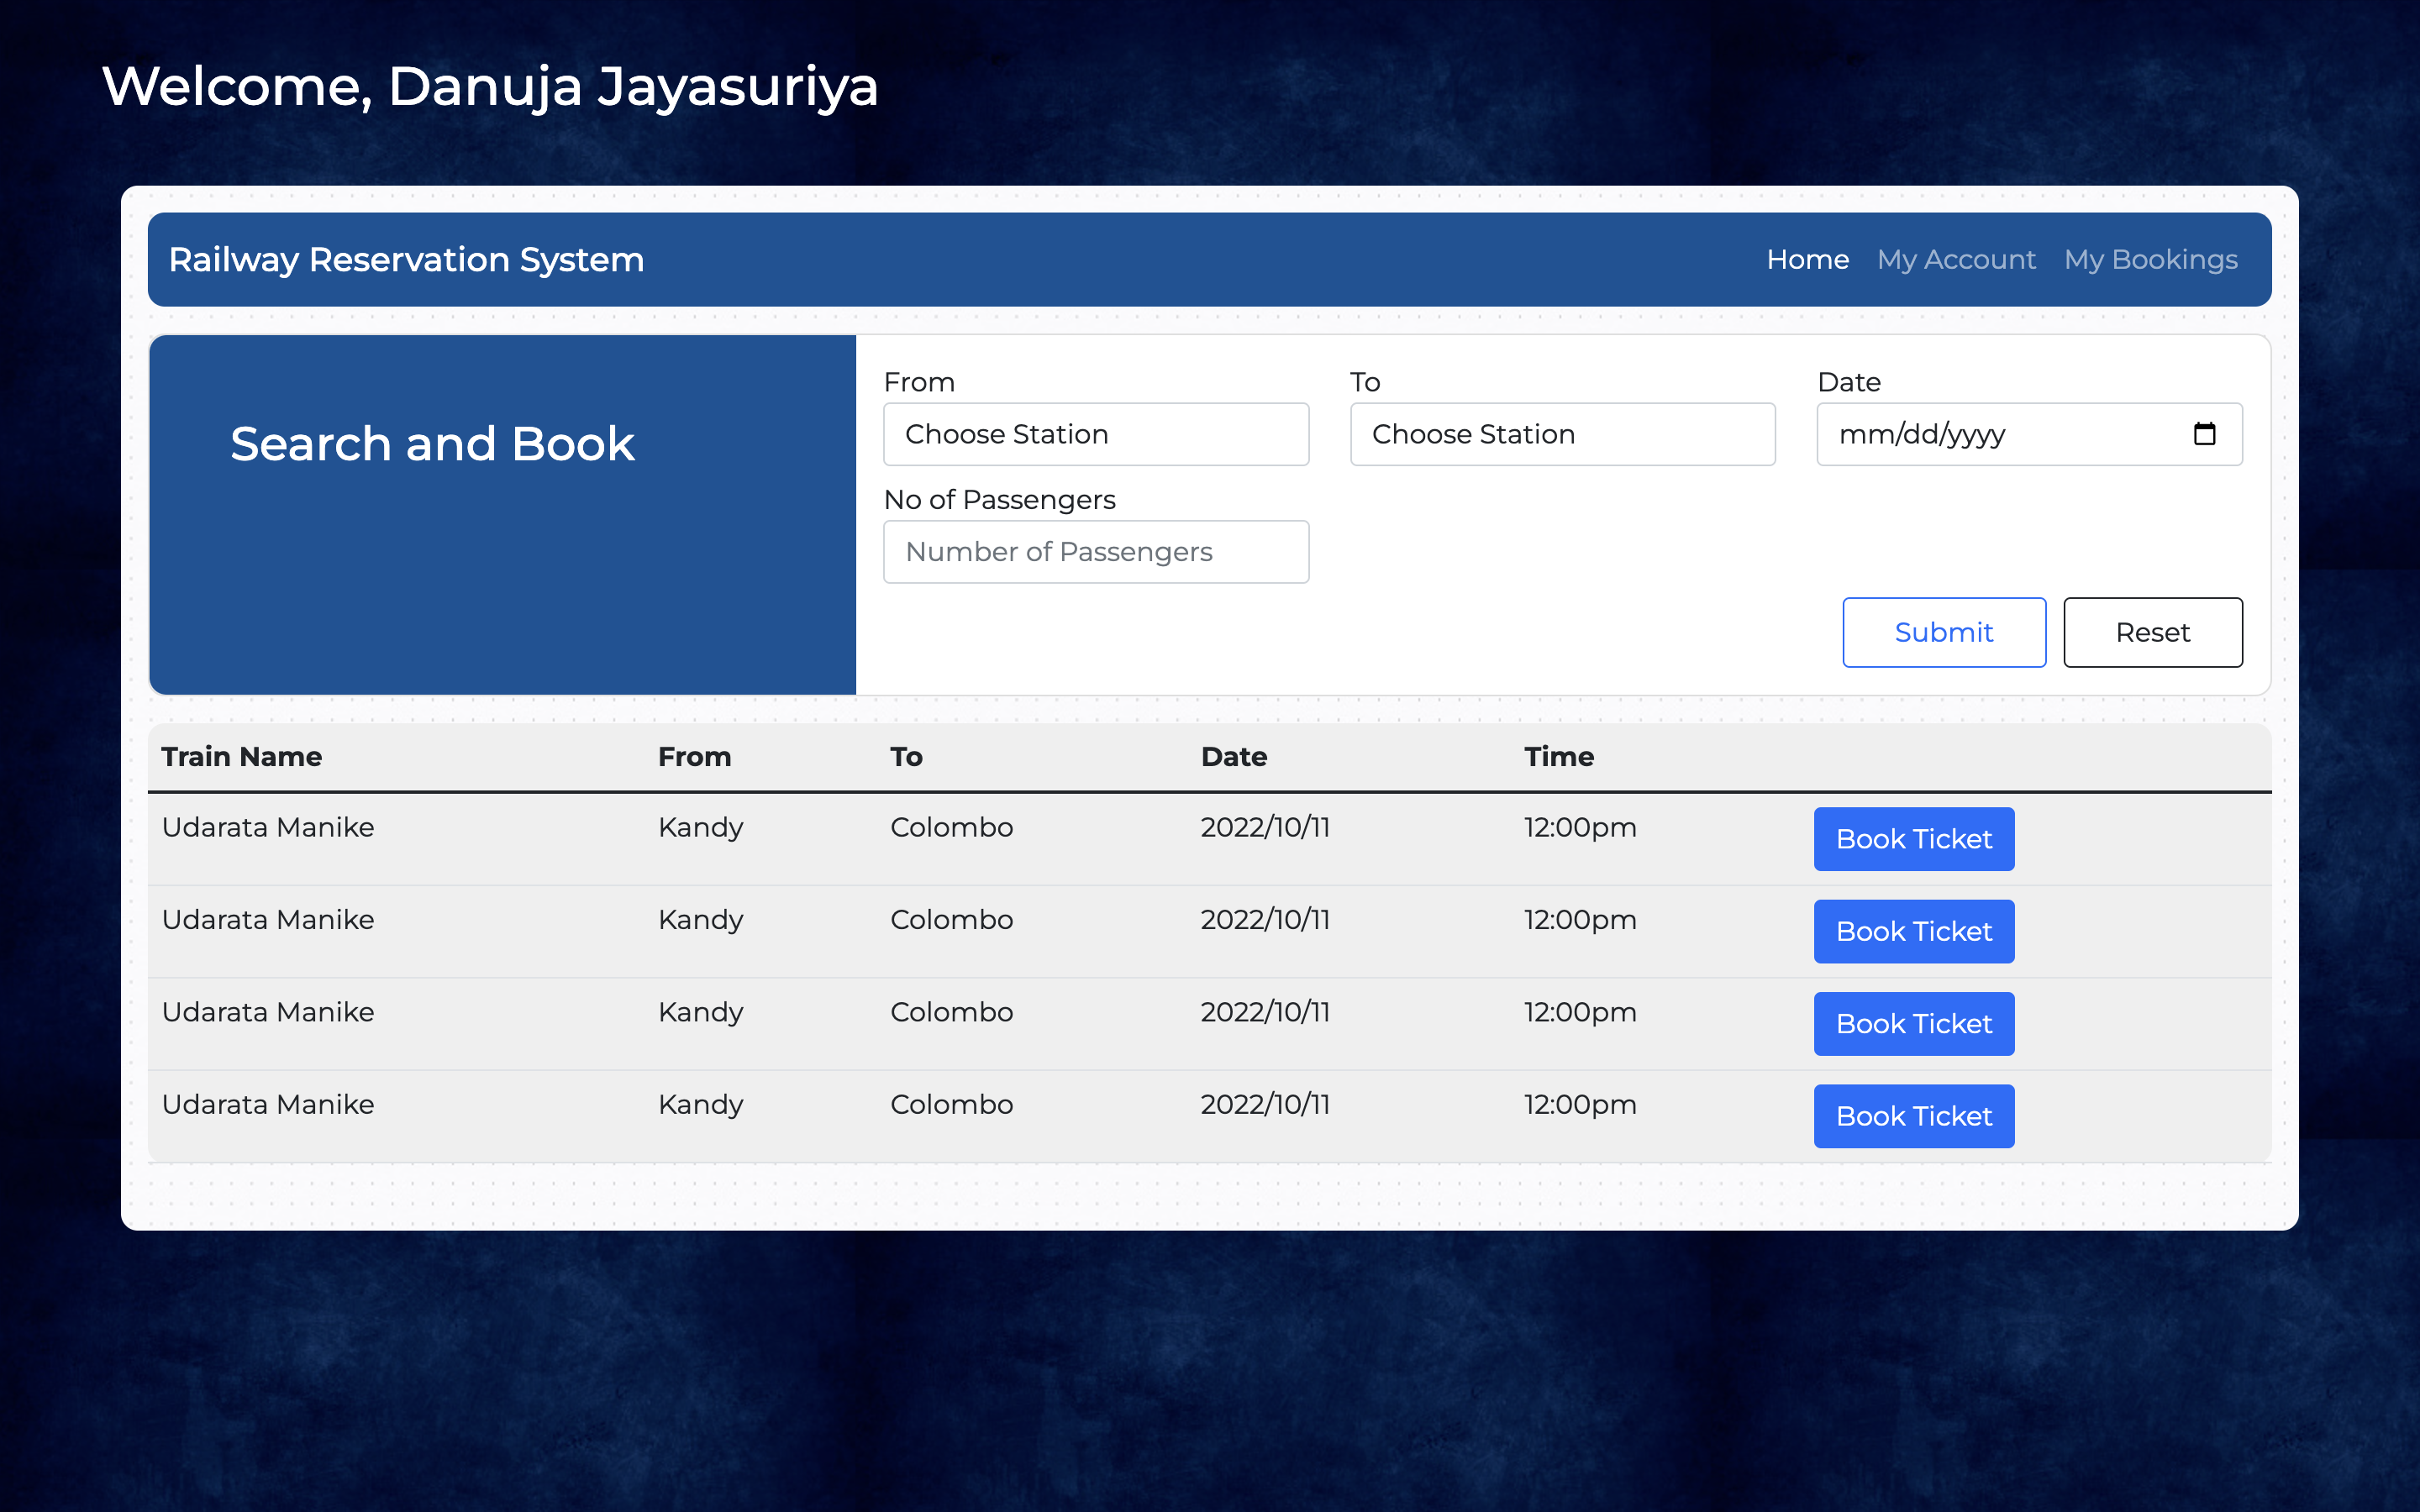 Welcome, Danuja Jayasuriya
Railway Reservation System
Home My Account My Bookings
Search and Book
From To Date
Choose Station Choose Station mm/dd/yyyy
No of Passengers
Number of Passengers
Submit Reset
Train Name From To Date Time
Udarata Manike Kandy Colombo 2022/10/11 12:00pm Book Ticket
Udarata Manike Kandy Colombo 2022/10/11 12:00pm Book Ticket
Udarata Manike Kandy Colombo 2022/10/11 12:00pm Book Ticket
Udarata Manike Kandy Colombo 2022/10/11 12:00pm Book Ticket